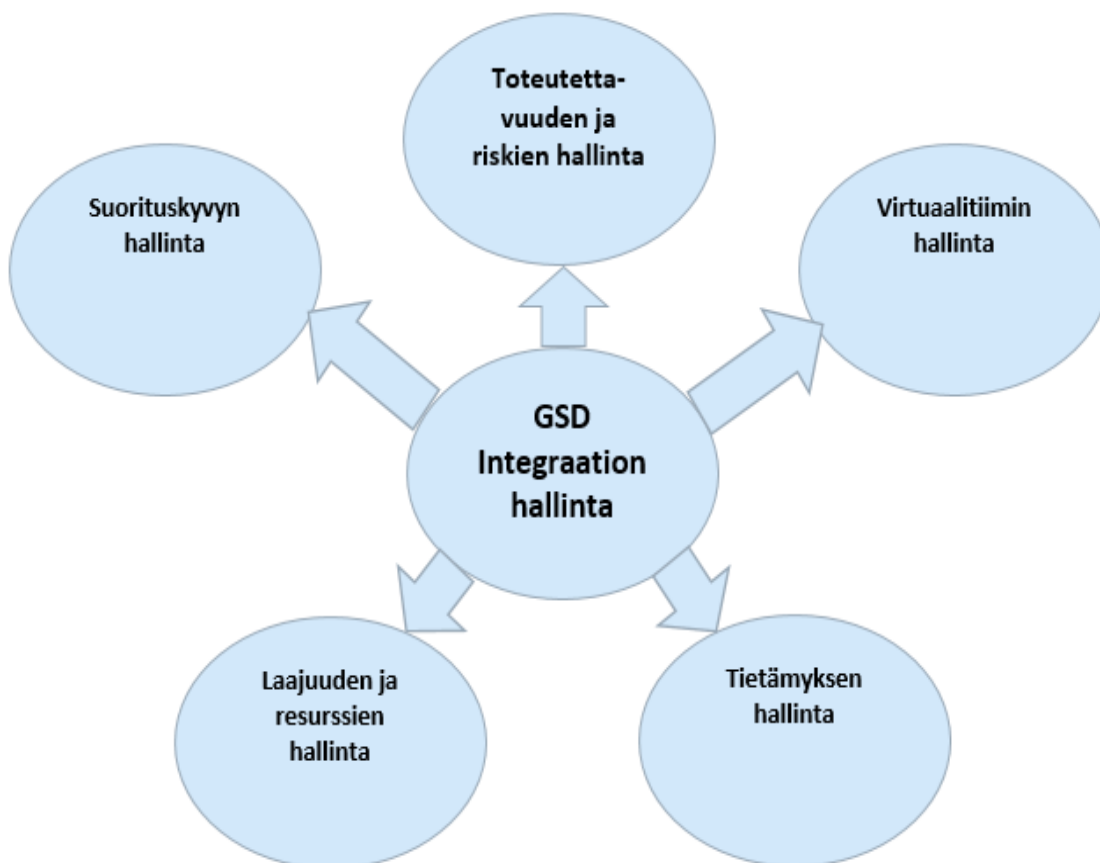 Toteutetta-
vuuden ja
riskien hallinta
Suorituskyvyn
hallinta
Virtuaalitiimin
hallinta
GSD
Integraation
hallinta
Laajuuden ja
resurssien
hallinta
Tietämyksen
hallinta